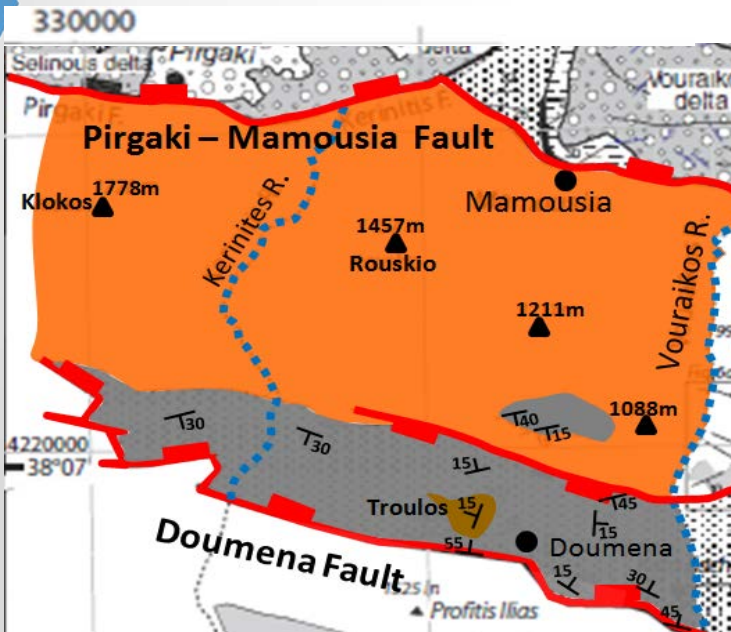 330000
Selinous delta
Pirgaki
delta
Vouraikos
delta
Pirgaki F.
Kerinitis F.
Pirgaki – Mamousia Fault
1778m
Klokos
Kerinites R.
1457m
Rouskio
Mamousia
Vouraikos R.
1211m
1088m
30
30
40
15
4220000
38°07'
15
45
15
Troulos
15
Doumena
55
Doumena Fault
15
30
45
Profitis Ilias